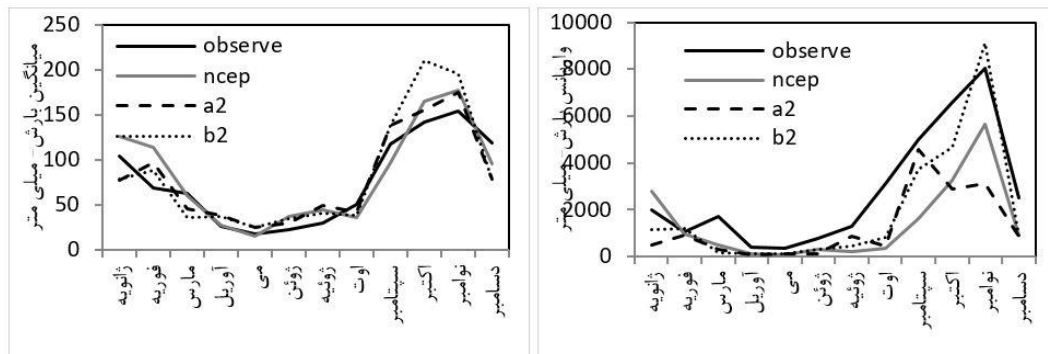 میانگین بارش - میلی متر
250
200
150
100
50
0
observe
ncep
a2
b2
ژانویه
فوریه
مارس
آوریل
می
ژوئن
ژوئیه
اوت
سپتامبر
اکتبر
نوامبر
دسامبر
واریانس بارش - میلی متر
10000
8000
6000
4000
2000
0
observe
ncep
a2
b2
ژانویه
فوریه
مارس
آوریل
می
ژوئن
ژوئیه
اوت
سپتامبر
اکتبر
نوامبر
دسامبر